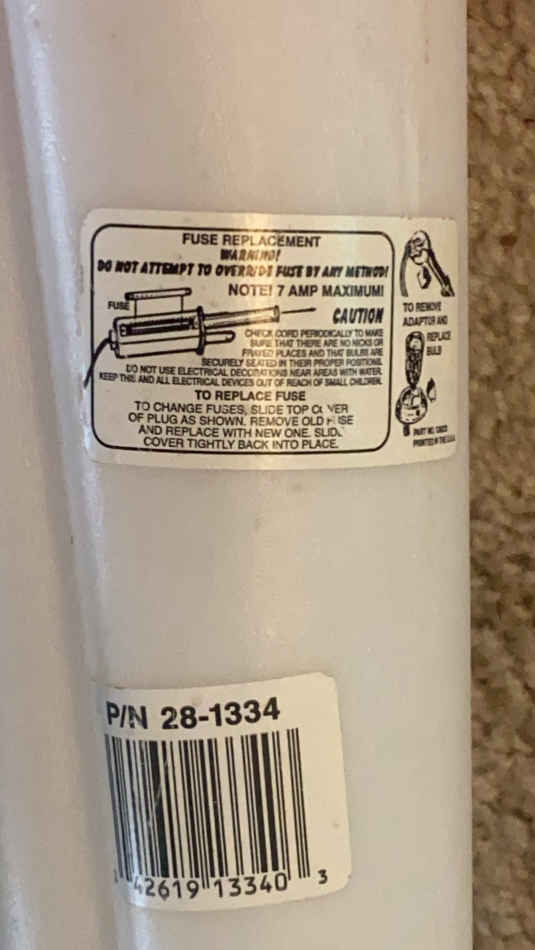 FUSE REPLACEMENT
WARNING!
DO NOT ATTEMPT TO OVERRIDE FUSE BY ANY METHOD!
NOTE! 7 AMP MAXIMUM!
FUSE
CAUTION
CHECK CORD PERIODICALLY TO MAKE
SURE THAT THERE ARE NO NICKS OR
FRAYED PLACES AND THAT BULBS ARE
SECURELY SEATED IN THEIR PROPER POSITIONS.
DO NOT USE ELECTRICAL DECORATIONS NEAR AREAS WITH WATER.
KEEP THIS AND ALL ELECTRICAL DEVICES OUT OF REACH OF SMALL CHILDREN.
TO REPLACE FUSE
TO CHANGE FUSES, SLIDE TOP COVER
OF PLUG AS SHOWN. REMOVE OLD FUSE
AND REPLACE WITH NEW ONE. SLIDE
COVER TIGHTLY BACK INTO PLACE.
TO REMOVE
ADAPTOR AND
REPLACE
BULB
PART NO.
PRINTED IN THE U.S.A.
P/N 28-1334
42619 13340 3